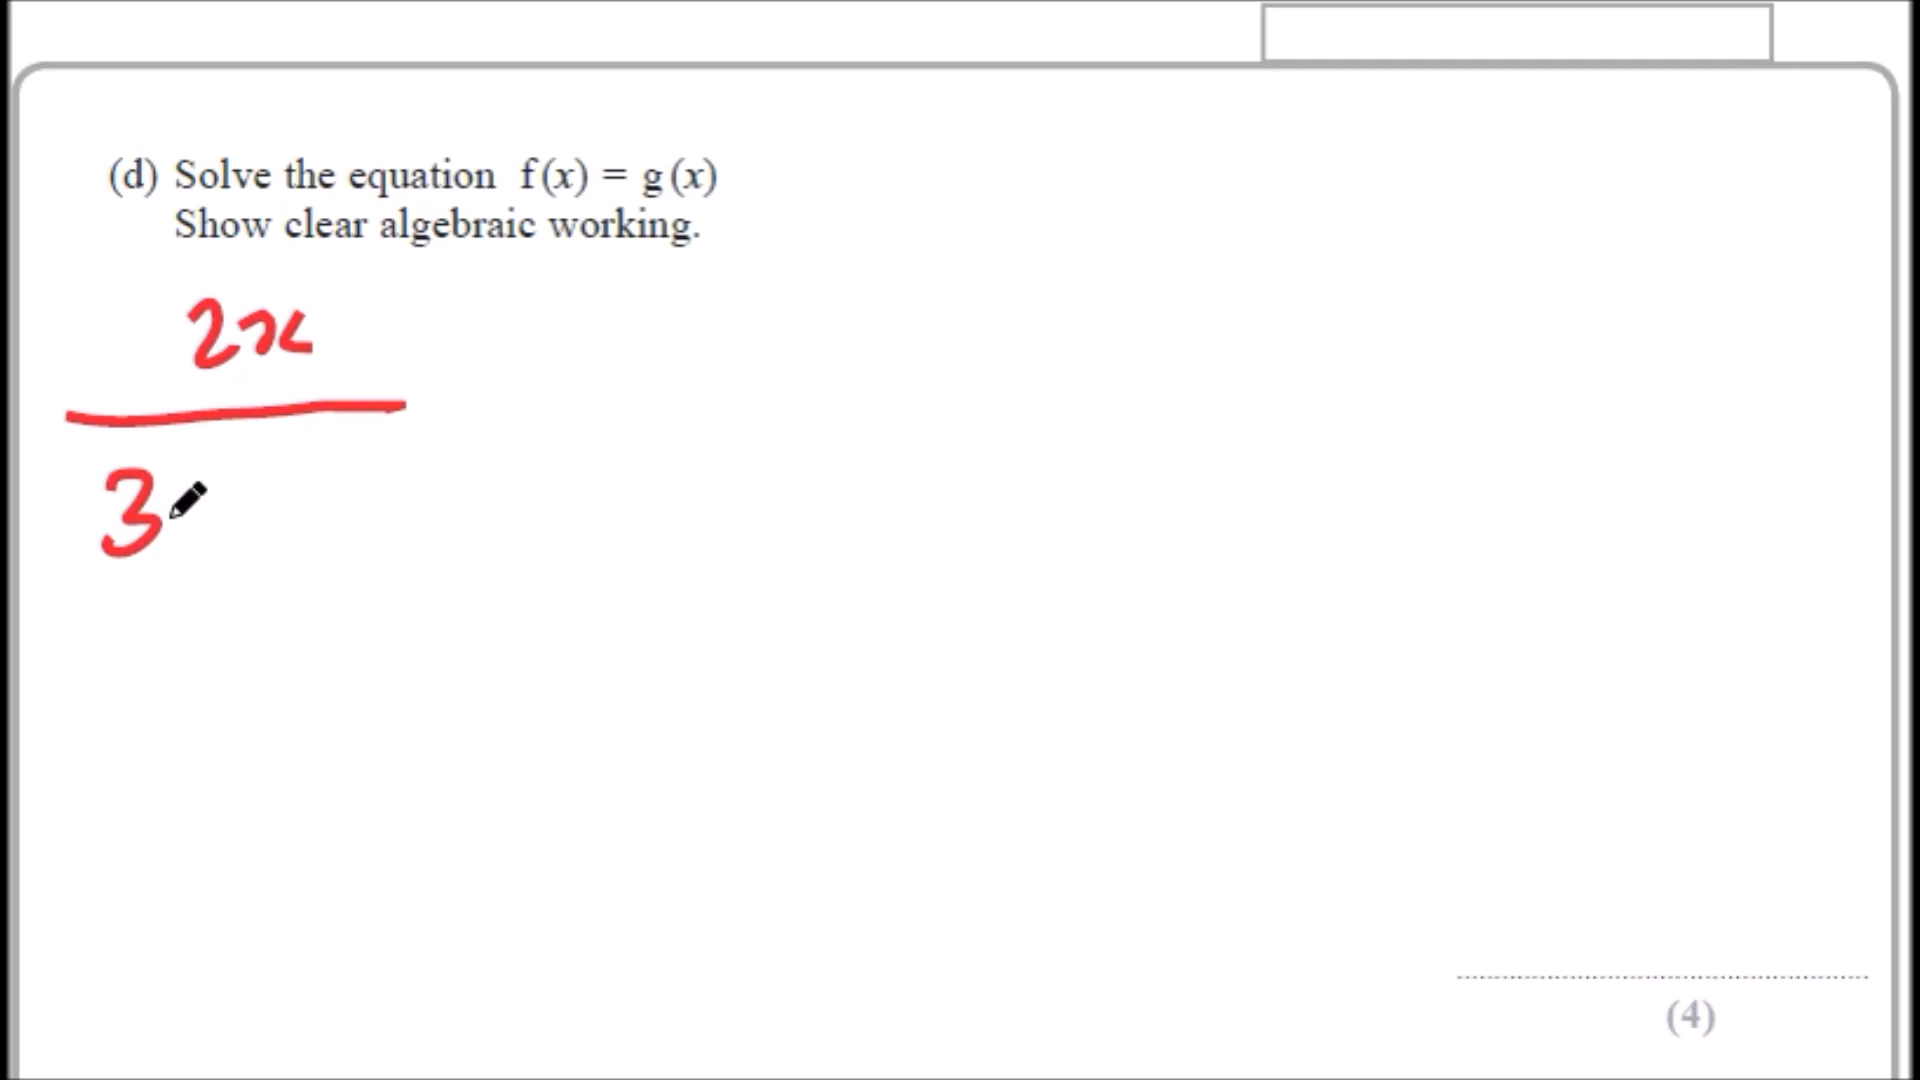 (d) Solve the equation f(x) = g(x)
Show clear algebraic working.
2x
3
(4)